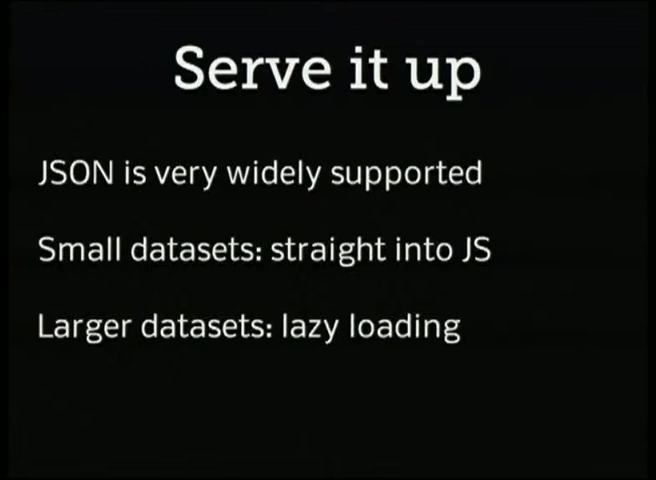 Serve it up
JSON is very widely supported
Small datasets: straight into JS
Larger datasets: lazy loading